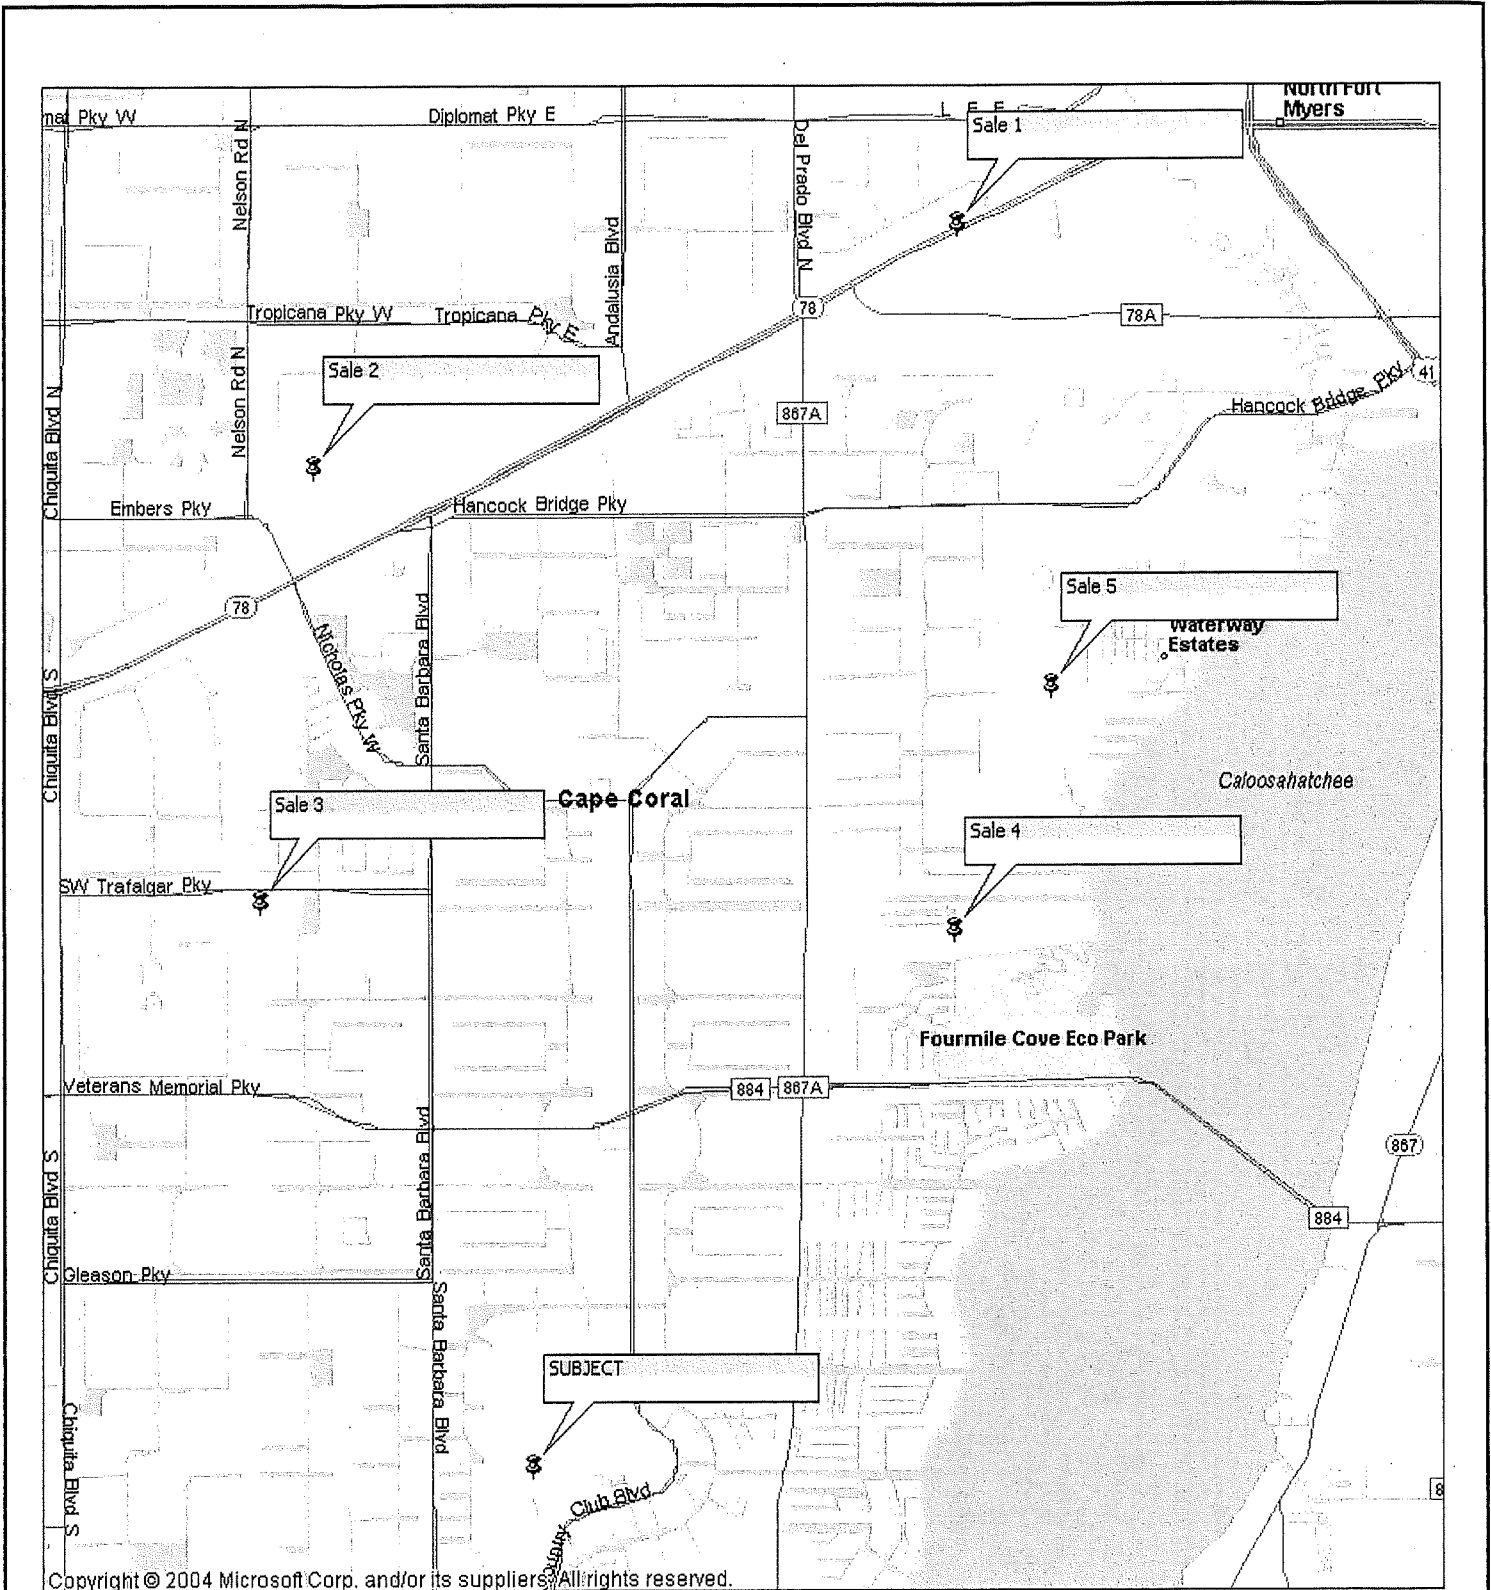 North Fort
Myers
mat Pky W
Diplomat Pky E
L E E
Sale 1
Nelson Rd N
Del Prado Blvd N
Andalusia Blvd
Tropicana Pky W
Tropicana Pky E
78
78A
Sale 2
41
Nelson Rd N
Chiquita Blvd N
867A
Hancock Bridge Pky
Embers Pky
Hancock Bridge Pky
Sale 5
78
Waterway
Estates
Nicholas Pky W
Santa Barbara Blvd
Chiquita Blvd S
Caloosahatchee
Cape Coral
Sale 3
Sale 4
SW Trafalgar Pky
Fourmile Cove Eco Park
Veterans Memorial Pky
884
867A
867
Santa Barbara Blvd
Chiquita Blvd S
884
Gleason Pky
Santa Barbara Blvd
SUBJECT
Chiquita Blvd S
Club Blvd
8
Copyright © 2004 Microsoft Corp. and/or its suppliers. All rights reserved.